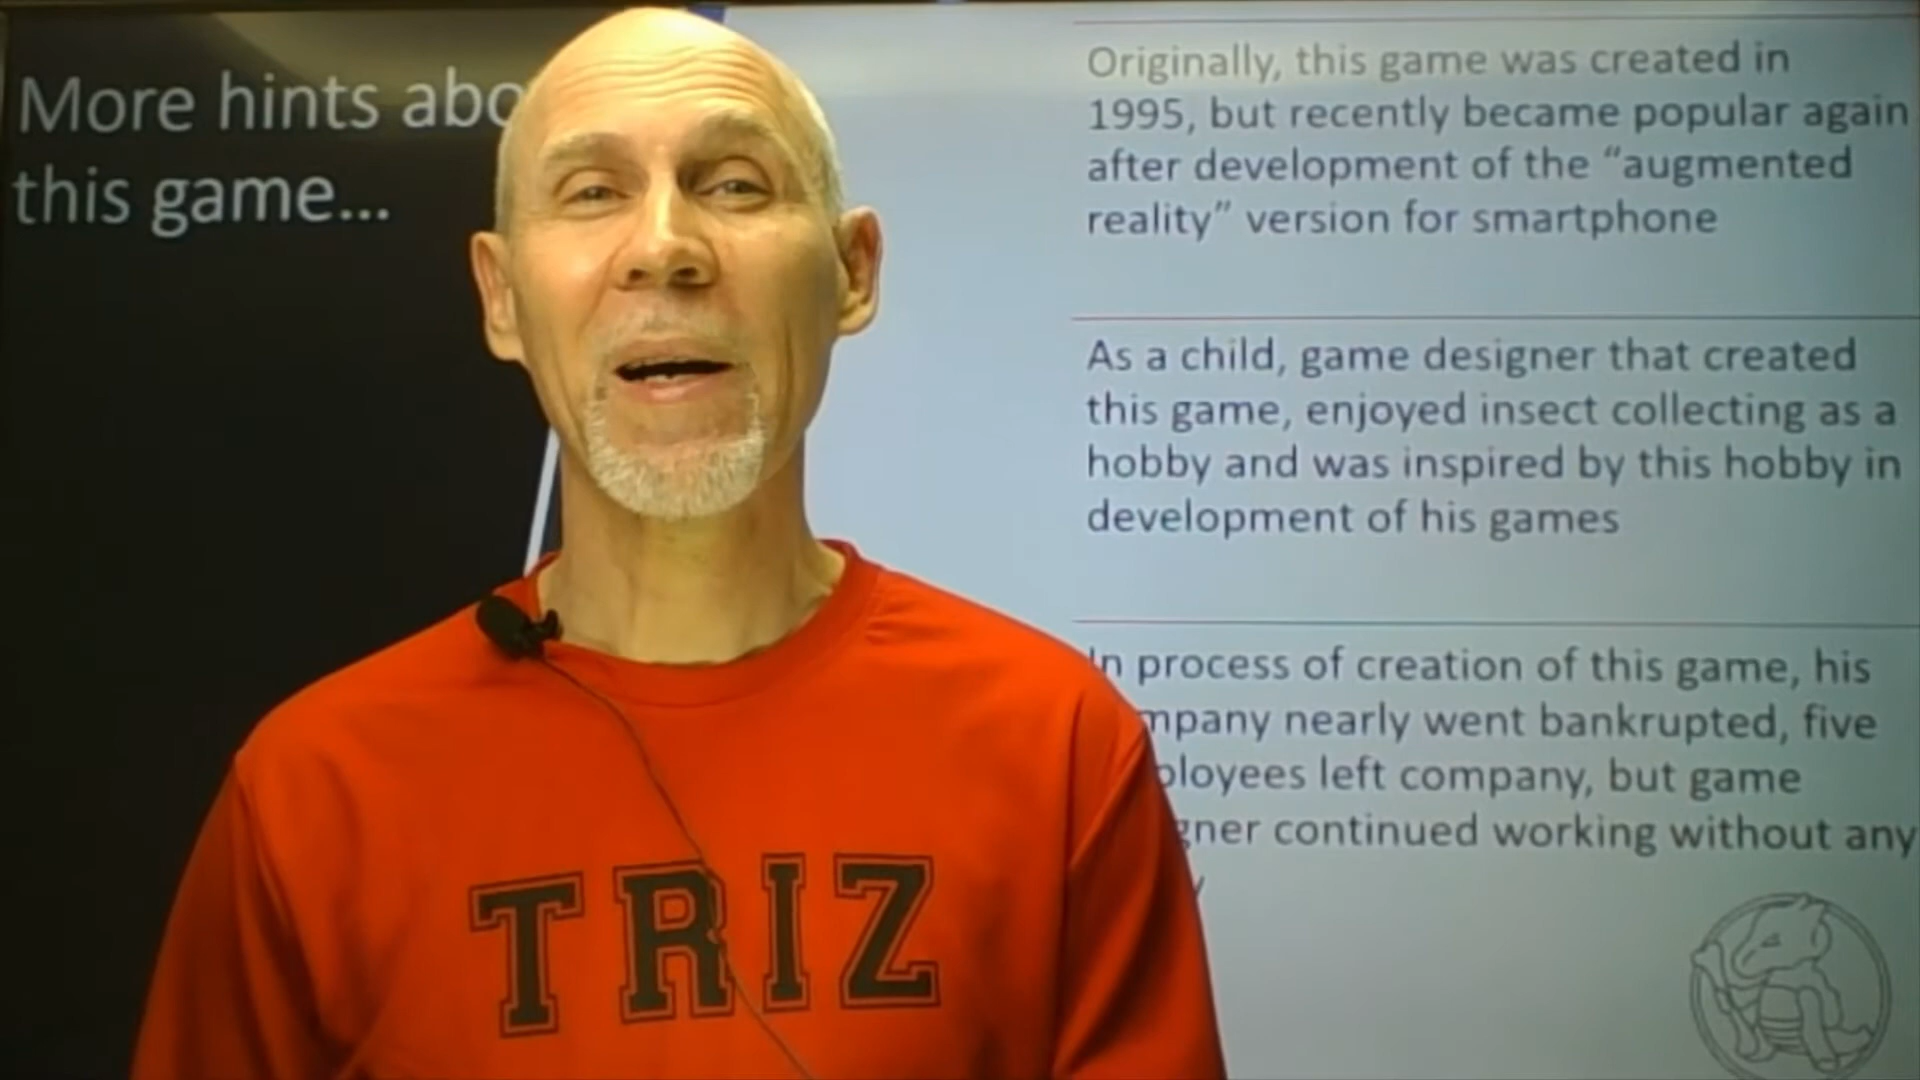 More hints abo
this game...
Originally, this game was created in
1995, but recently became popular again
after development of the “augmented
reality” version for smartphone
As a child, game designer that created
this game, enjoyed insect collecting as a
hobby and was inspired by this hobby in
development of his games
In process of creation of this game, his
mpany nearly went bankrupted, five
ployees left company, but game
gner continued working without any
TRIZ